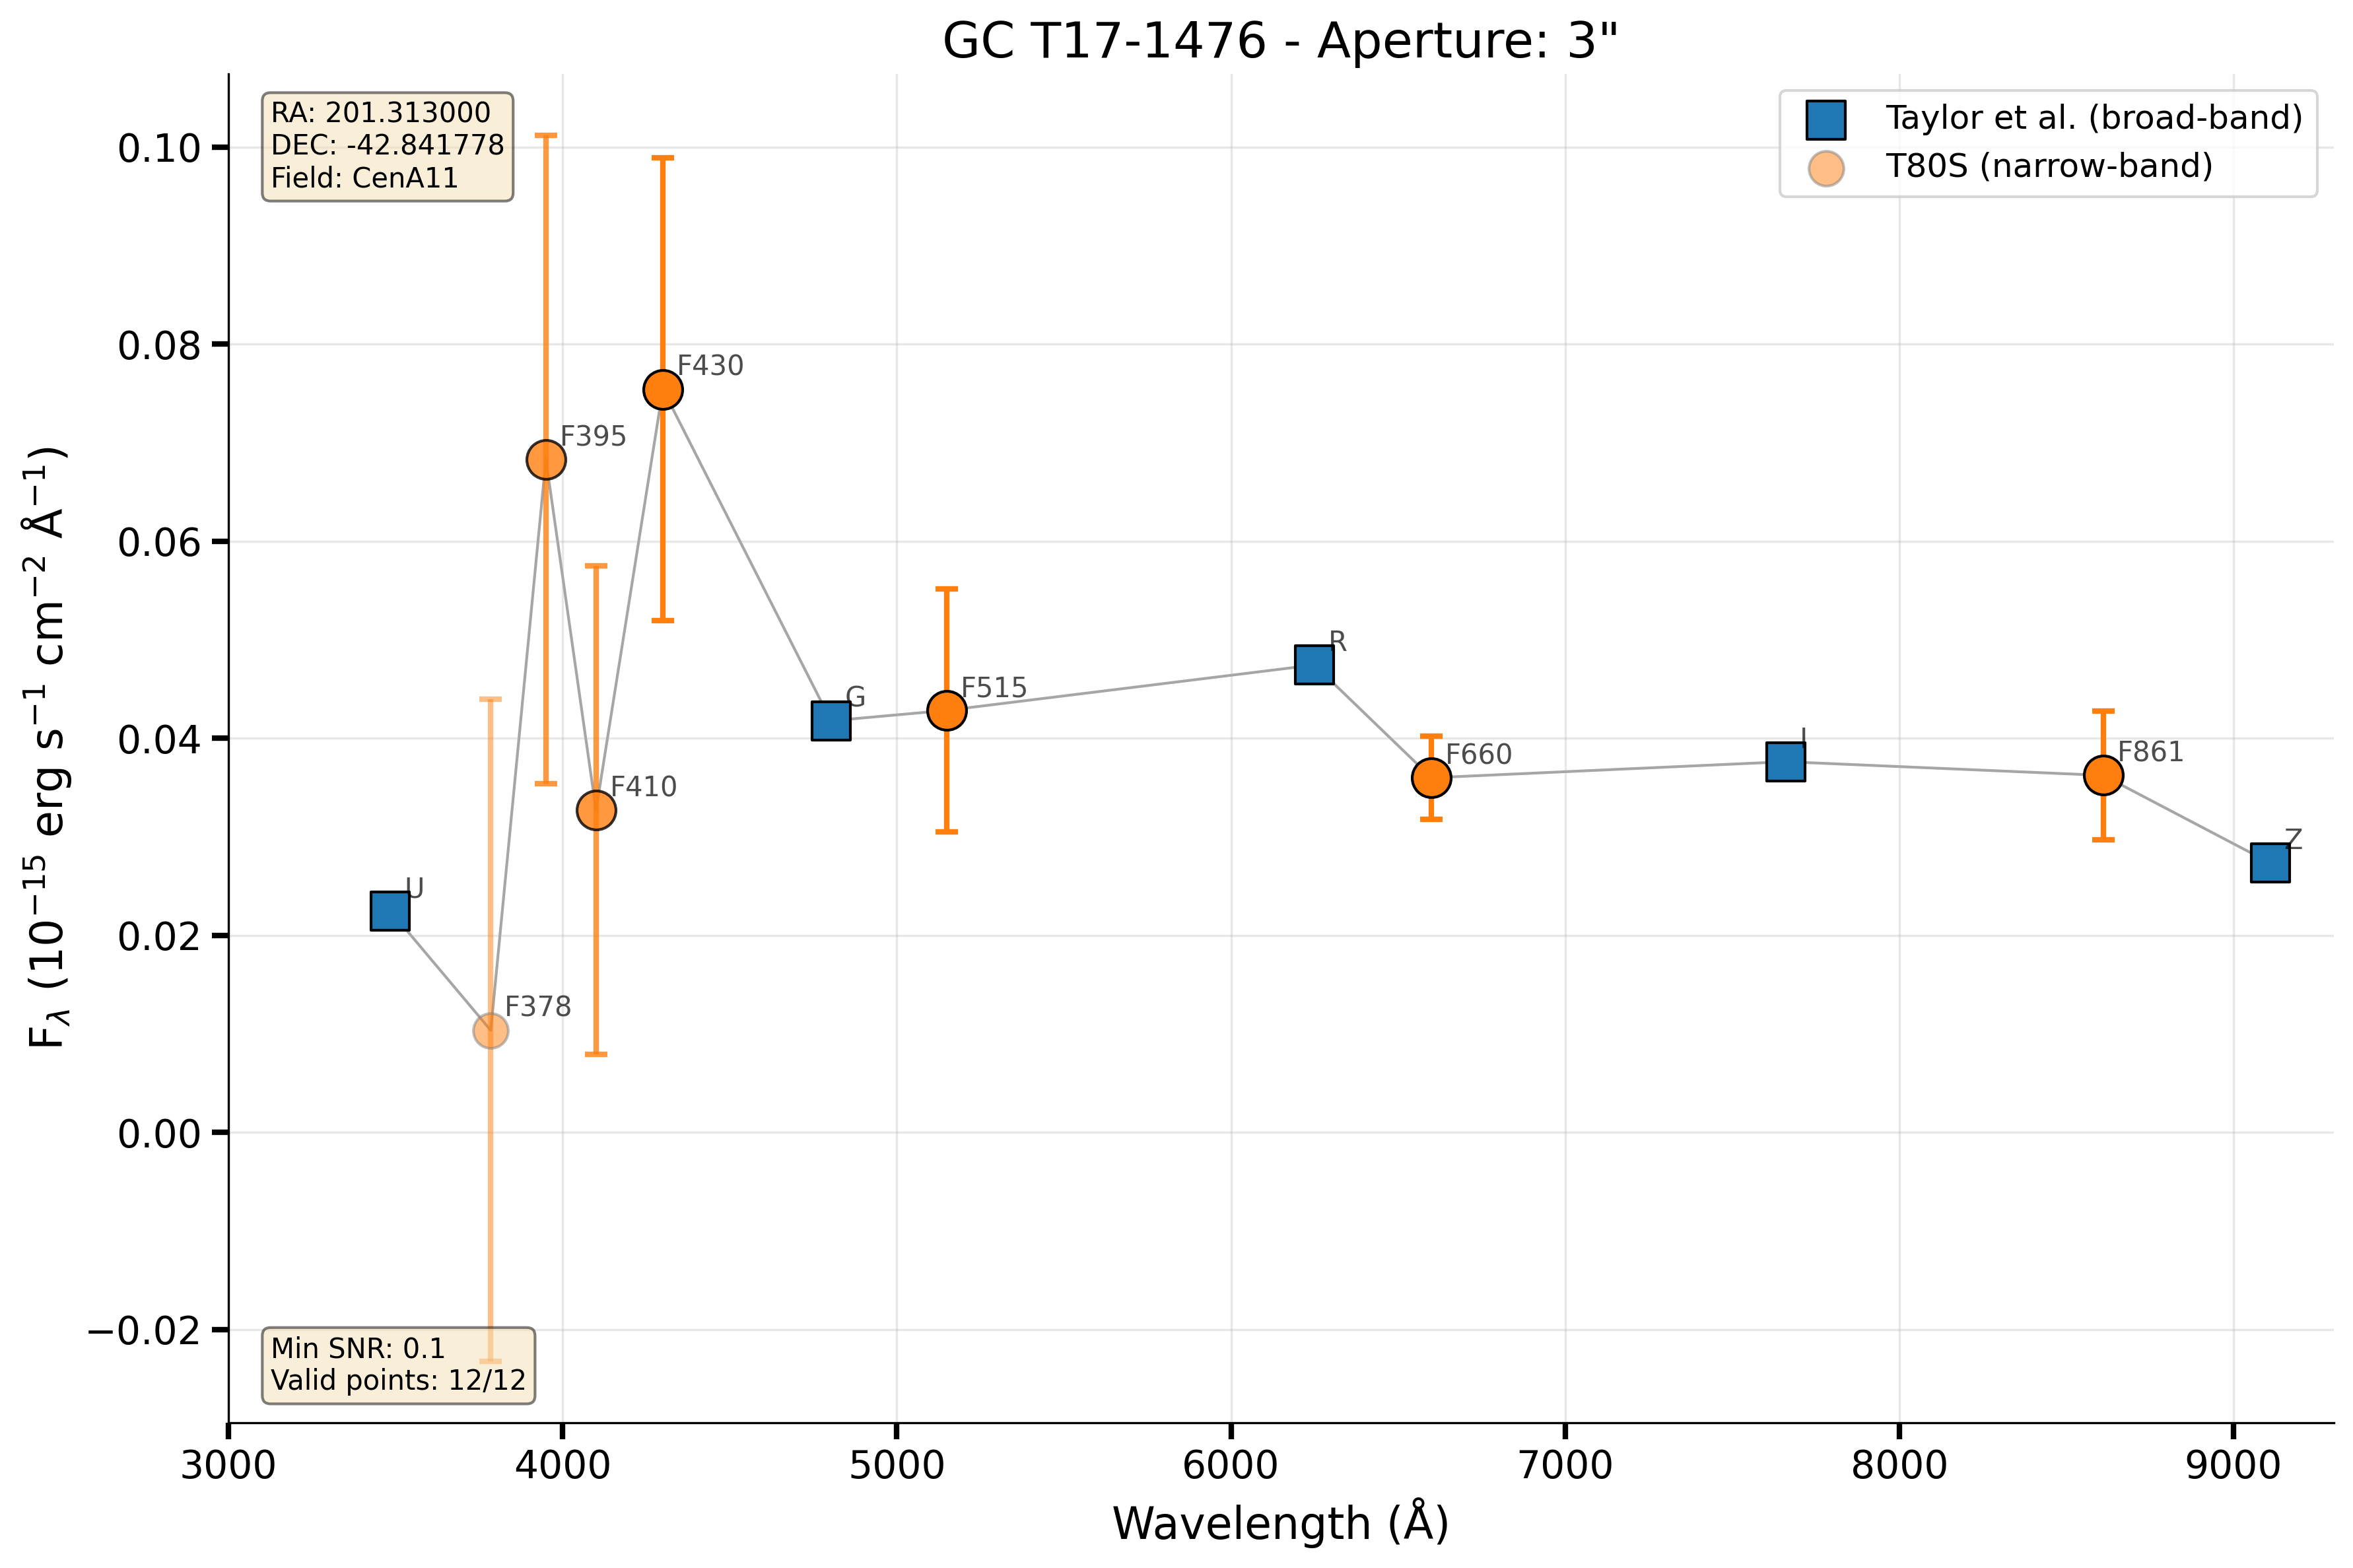 GC T17-1476 - Aperture: 3"
RA: 201.313000
DEC: -42.841778
Field: CenA11
Taylor et al. (broad-band)
T80S (narrow-band)
0.10
0.08
0.06
0.04
0.02
0.00
−0.02
F$_{\lambda}$ (10$^{-15}$ erg s$^{-1}$ cm$^{-2}$ Å$^{-1}$)
U
F378
F395
F410
F430
G
F515
R
F660
I
F861
Z
Min SNR: 0.1
Valid points: 12/12
3000 4000 5000 6000 7000 8000 9000
Wavelength (Å)